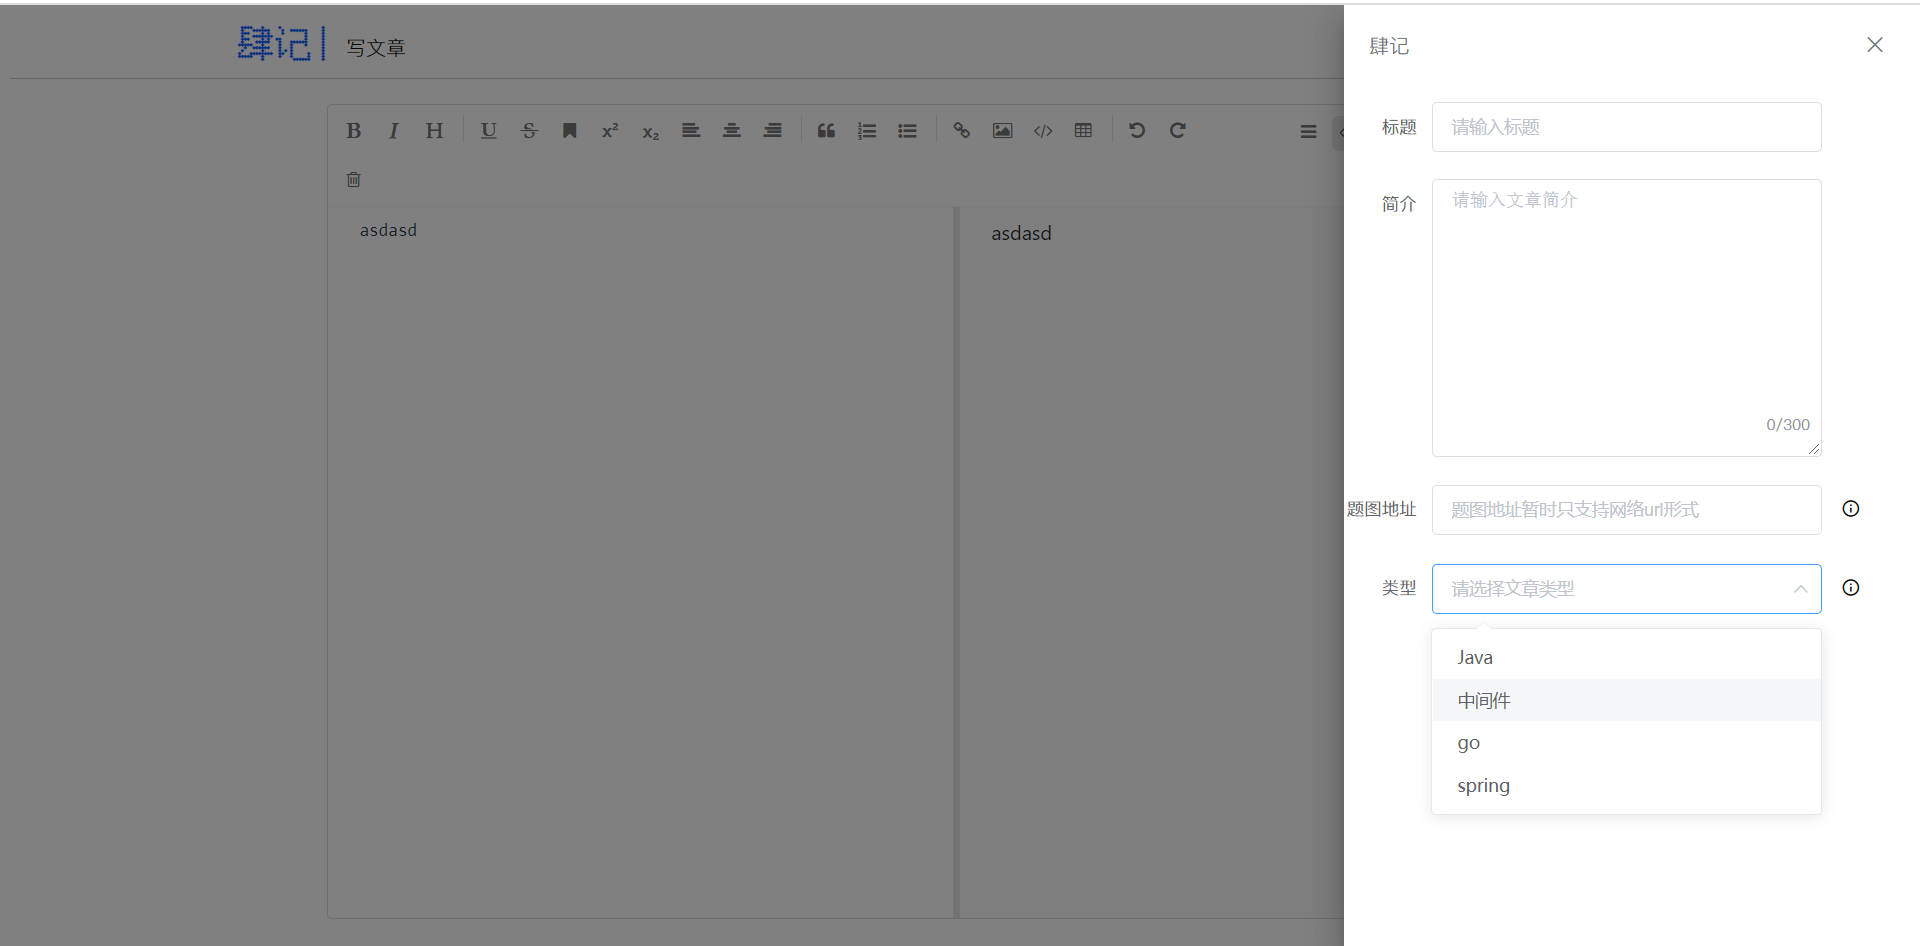 肆记| 写文章
B I H U S x² x₂
asdasd
asdasd
肆记
标题 请输入标题
简介 请输入文章简介
0/300
题图地址 题图地址暂时只支持网络url形式
类型 请选择文章类型
Java
中间件
go
spring